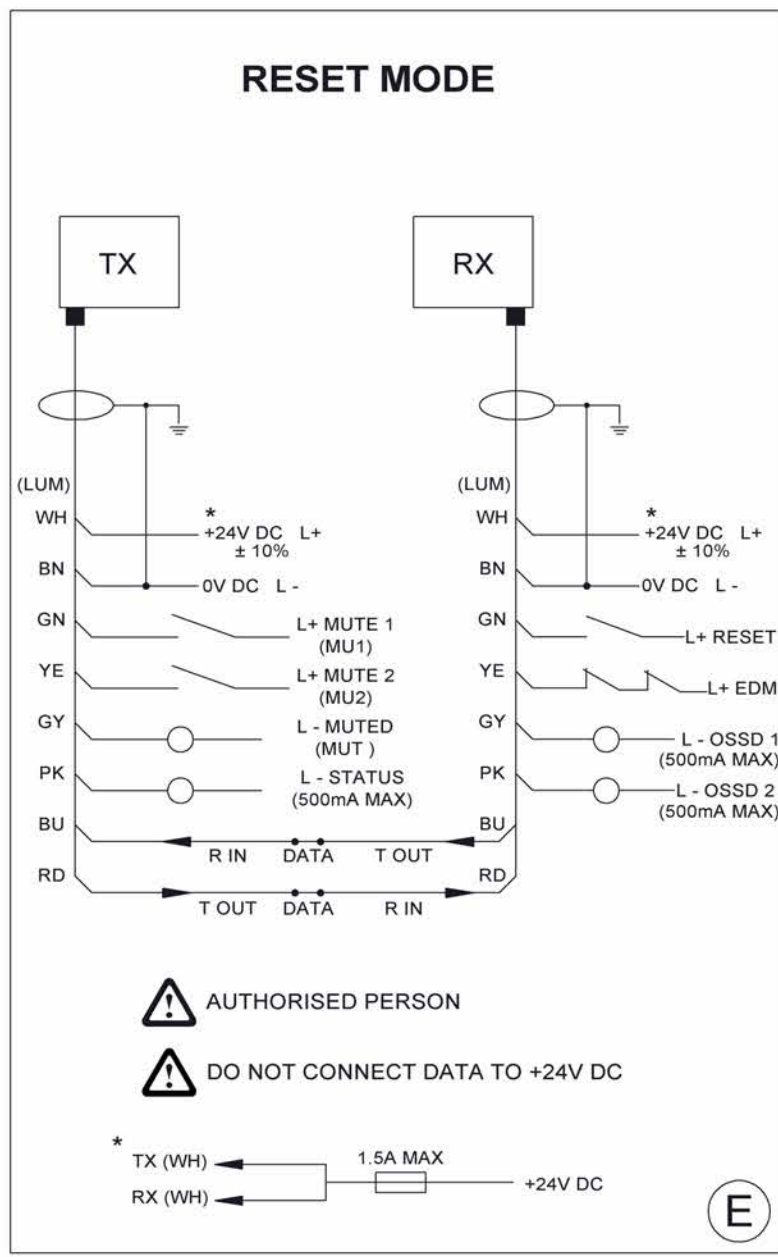 RESET MODE
TX
RX
(LUM)
(LUM)
WH
*
+24V DC L+
± 10%
WH
*
+24V DC L+
± 10%
BN
0V DC L -
BN
0V DC L -
GN
L+ MUTE 1
(MU1)
GN
L+ RESET
YE
L+ MUTE 2
(MU2)
YE
L+ EDM
GY
L - MUTED
(MUT )
GY
L - OSSD 1
(500mA MAX)
PK
L - STATUS
(500mA MAX)
PK
L - OSSD 2
(500mA MAX)
BU
R IN DATA T OUT
BU
RD
T OUT DATA R IN
RD
! AUTHORISED PERSON
! DO NOT CONNECT DATA TO +24V DC
*
TX (WH)
RX (WH)
1.5A MAX
+24V DC
E